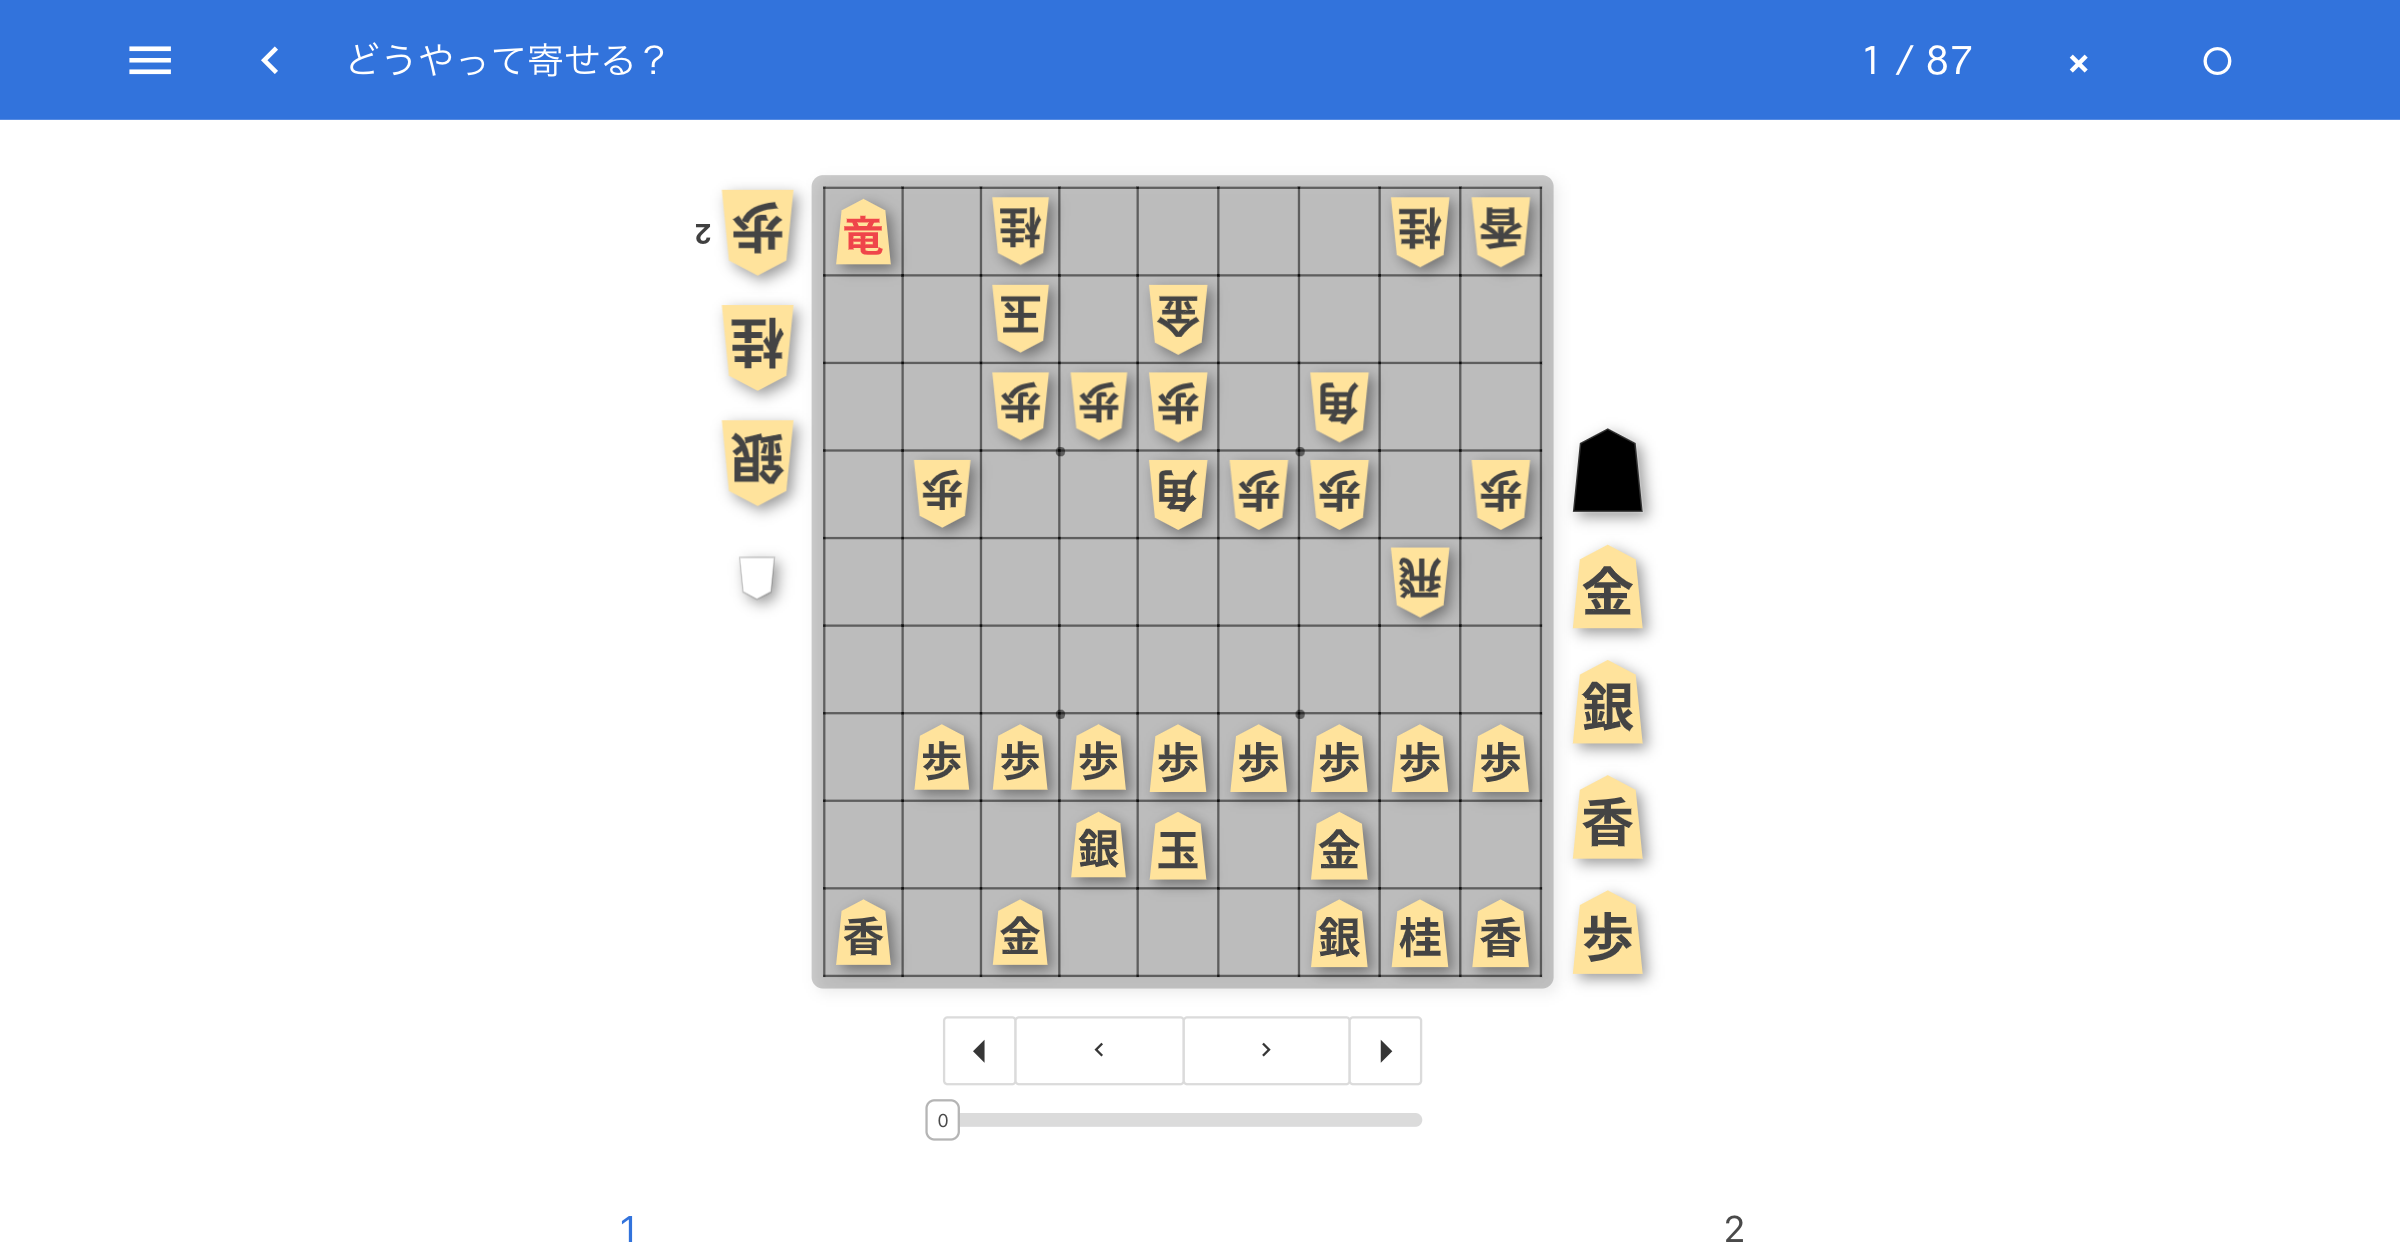 どうやって寄せる？ 1 / 87 × ○
歩 2
桂
銀
竜 桂 桂 香
玉 金
歩 歩 歩 角
歩 角 歩 歩 歩
飛
歩 歩 歩 歩 歩 歩 歩 歩
銀 玉 金
香 金 銀 桂 香
金
銀
香
歩
0
1 2